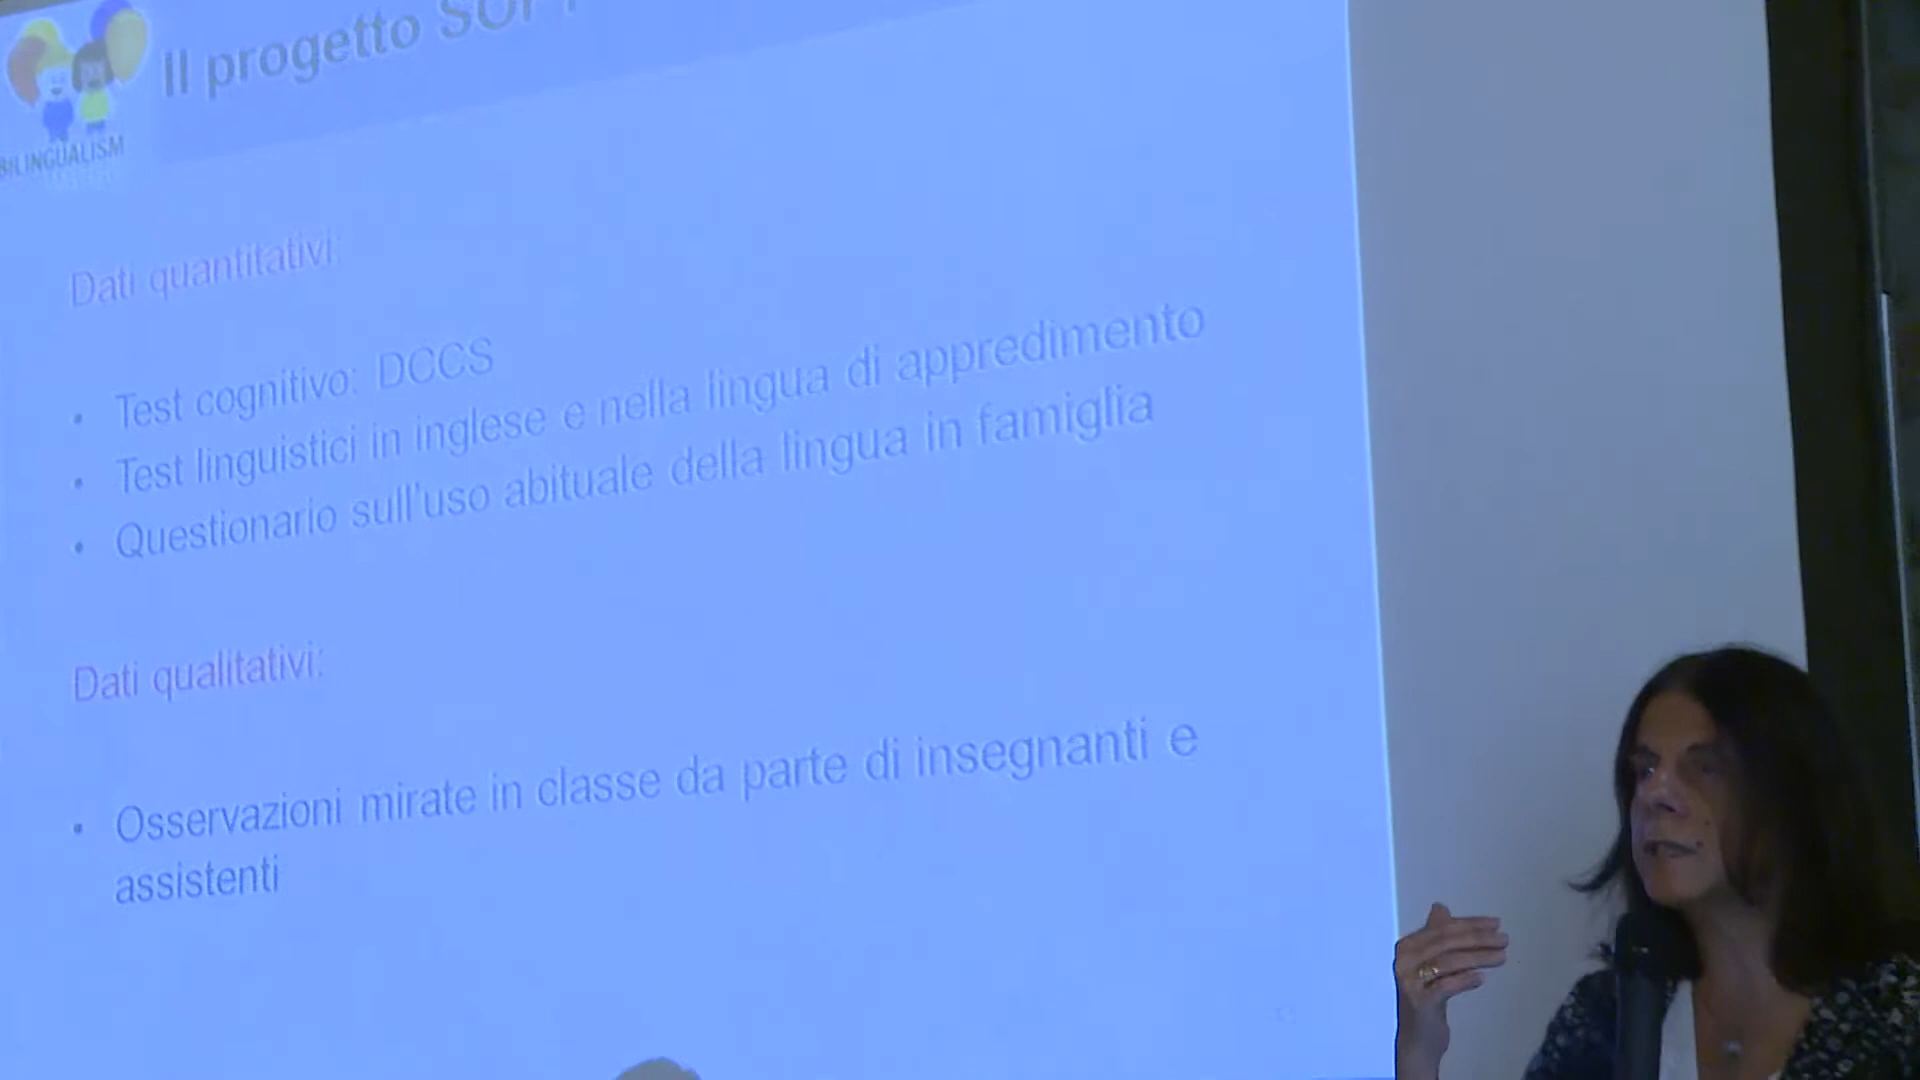 Il progetto
BILINGUALISM
Dati quantitativi:
• Test cognitivo: DCCS
• Test linguistici in inglese e nella lingua di appredimento
• Questionario sull'uso abituale della lingua in famiglia
Dati qualitativi:
• Osservazioni mirate in classe da parte di insegnanti e
assistenti